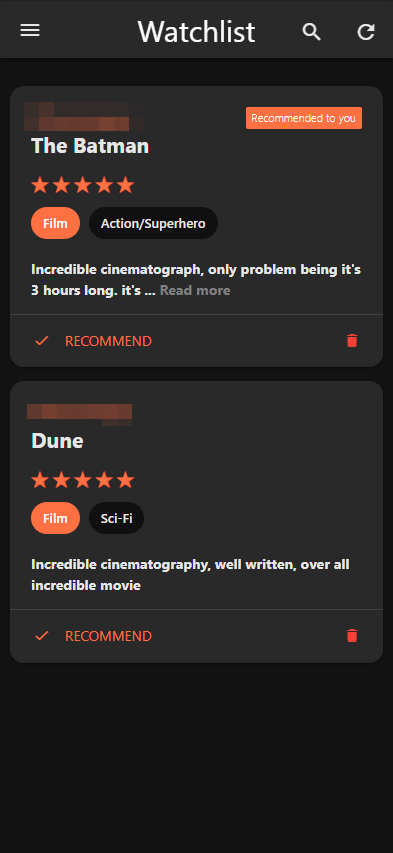 Watchlist
Recommended to you
The Batman
Film
Action/Superhero
Incredible cinematograph, only problem being it's
3 hours long. it's ... Read more
RECOMMEND
Dune
Film
Sci-Fi
Incredible cinematography, well written, over all
incredible movie
RECOMMEND